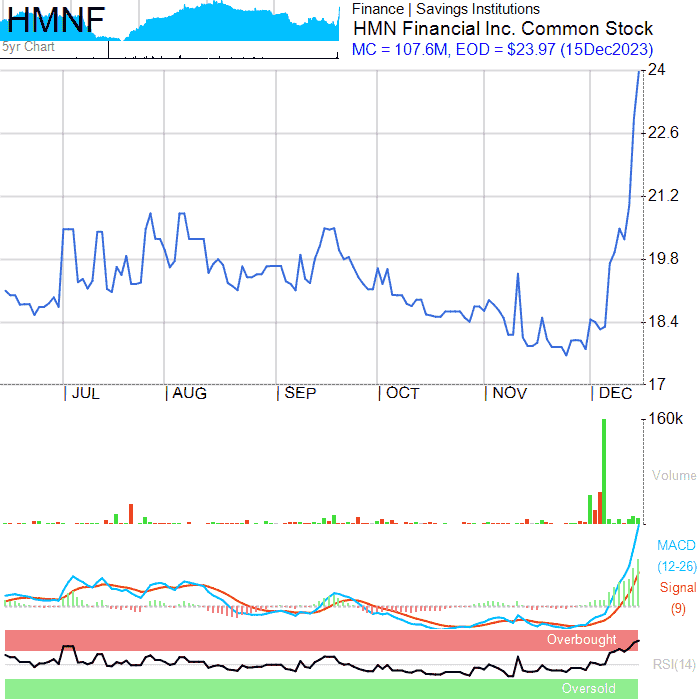 HMNF
5yr Chart
Finance | Savings Institutions
HMN Financial Inc. Common Stock
MC = 107.6M, EOD = $23.97 (15Dec2023)
24
22.6
21.2
19.8
18.4
17
JUL AUG SEP OCT NOV DEC
160k
Volume
MACD
(12-26)
Signal
(9)
Overbought
RSI(14)
Oversold